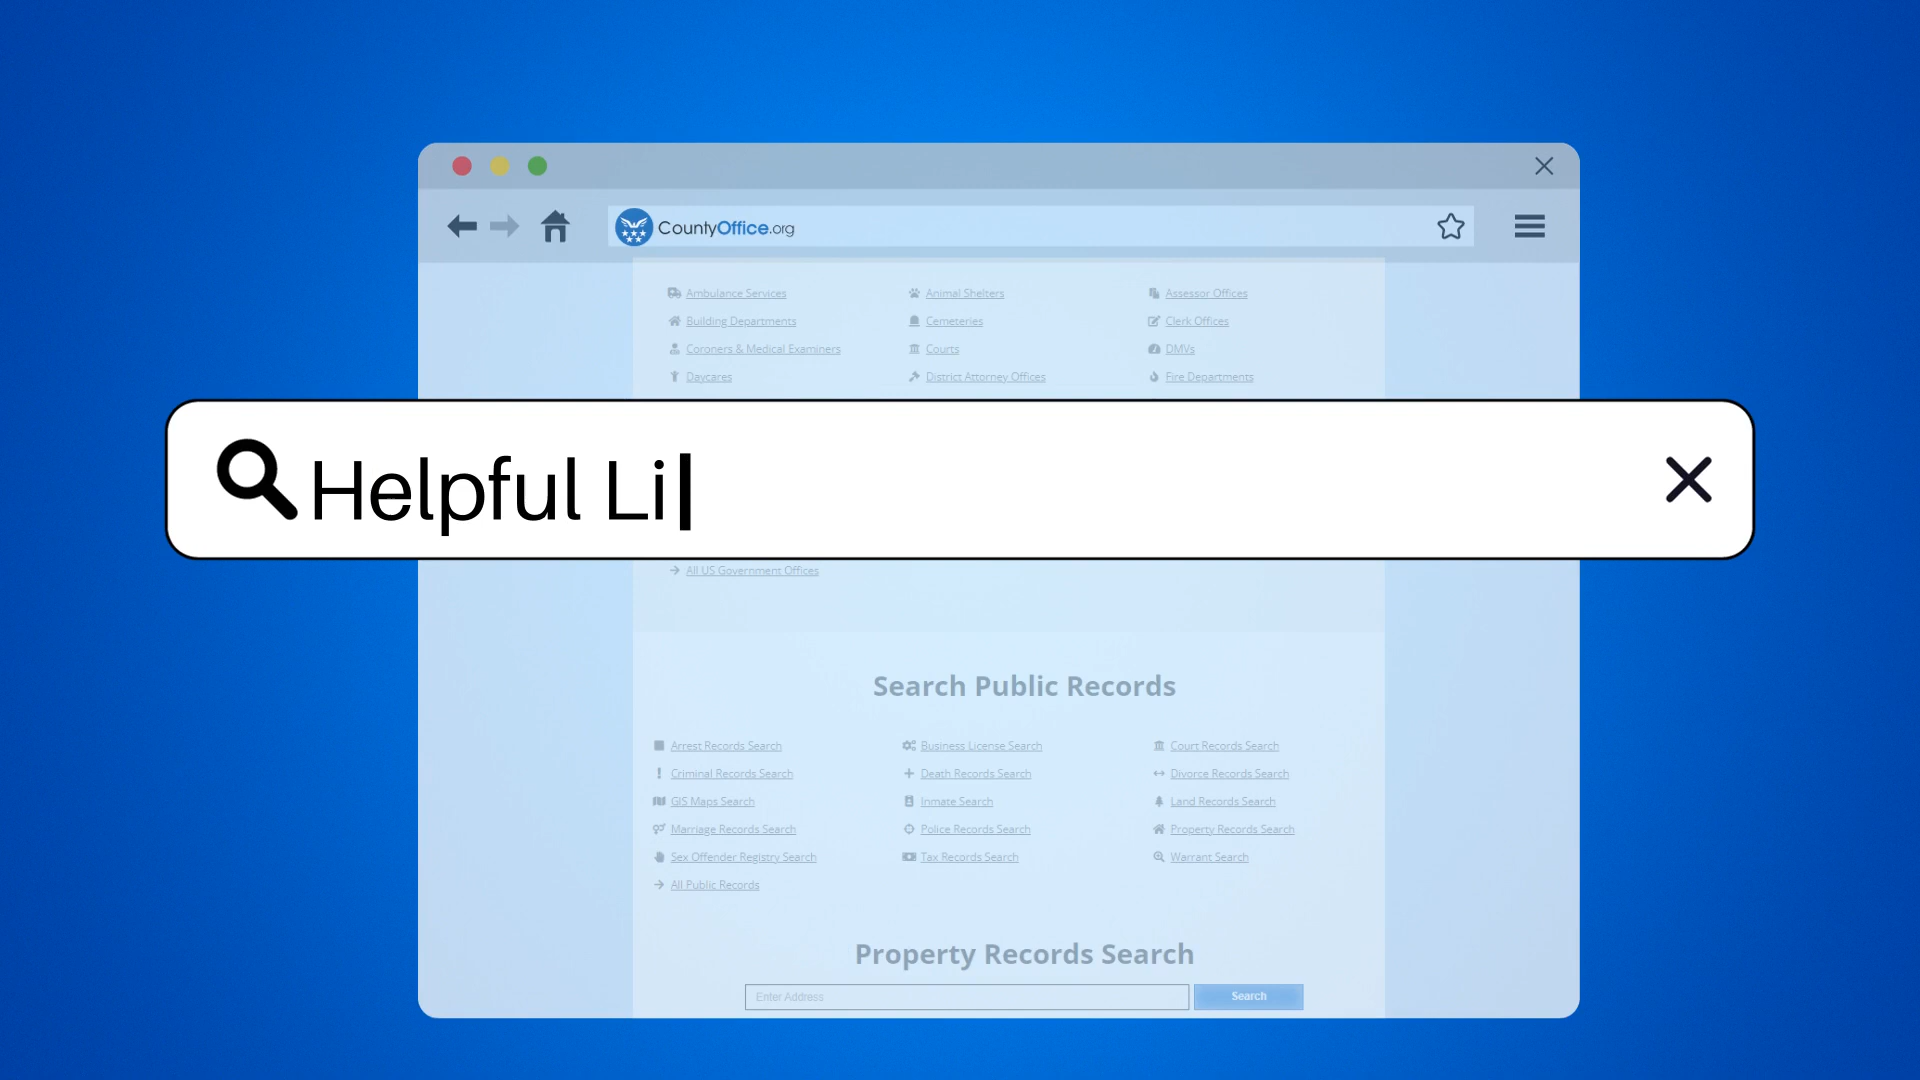 CountyOffice.org
Ambulance Services Animal Shelters Assessor Offices
Building Departments Cemeteries Clerk Offices
Coroners & Medical Examiners Courts DMVs
Daycares District Attorney Offices Fire Departments
Helpful Li
All US Government Offices
Search Public Records
Arrest Records Search Business License Search Court Records Search
Criminal Records Search Death Records Search Divorce Records Search
GIS Maps Search Inmate Search Land Records Search
Marriage Records Search Police Records Search Property Records Search
Sex Offender Registry Search Tax Records Search Warrant Search
All Public Records
Property Records Search
Enter Address Search